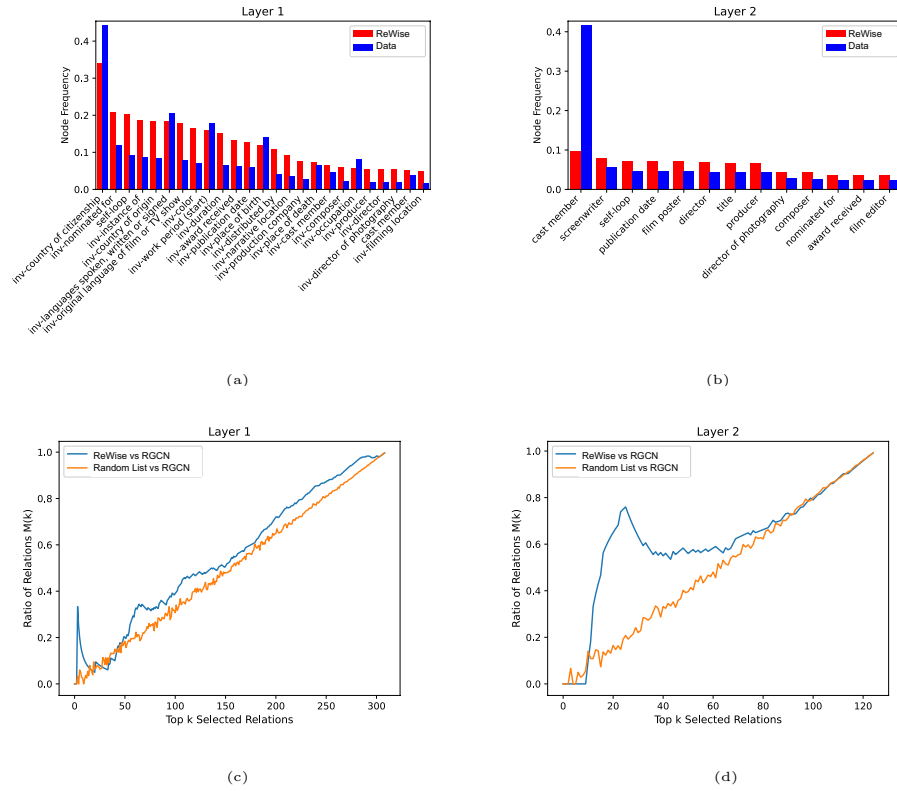 Layer 1
Node Frequency
0.4
0.3
0.2
0.1
0.0
ReWise
Data
inv-country of citizenship
inv-nominated for
self-loop
inv-instance of
inv-country of origin
inv-languages spoken, written or signed
inv-original language of film or TV show
inv-color
inv-work period (start)
inv-duration
inv-award received
inv-publication date
inv-place of birth
inv-distributed by
inv-narrative location
inv-production company
inv-place of death
inv-cast member
inv-composer
inv-occupation
inv-producer
inv-director
inv-director of photography
cast member
inv-filming location
(a)
Layer 2
Node Frequency
0.4
0.3
0.2
0.1
0.0
ReWise
Data
cast member
screenwriter
self-loop
publication date
film poster
director
title
producer
director of photography
composer
nominated for
award received
film editor
(b)
Layer 1
Ratio of Relations M(k)
1.0
0.8
0.6
0.4
0.2
0.0
ReWise vs RGCN
Random List vs RGCN
0 50 100 150 200 250 300
Top k Selected Relations
(c)
Layer 2
Ratio of Relations M(k)
1.0
0.8
0.6
0.4
0.2
0.0
ReWise vs RGCN
Random List vs RGCN
0 20 40 60 80 100 120
Top k Selected Relations
(d)